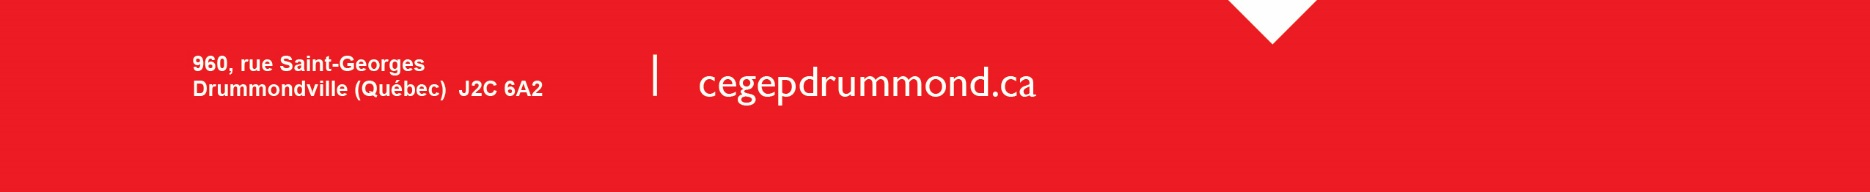 960, rue Saint-Georges
Drummondville (Québec)  J2C 6A2
cegepdrummond.ca